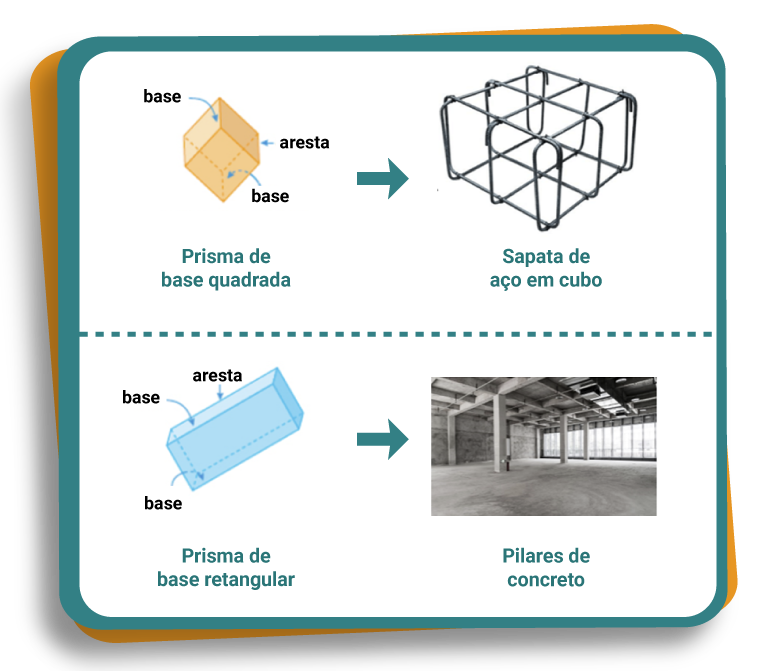 base
aresta
base
Prisma de
base quadrada
Sapata de
aço em cubo
aresta
base
base
Prisma de
base retangular
Pilares de
concreto